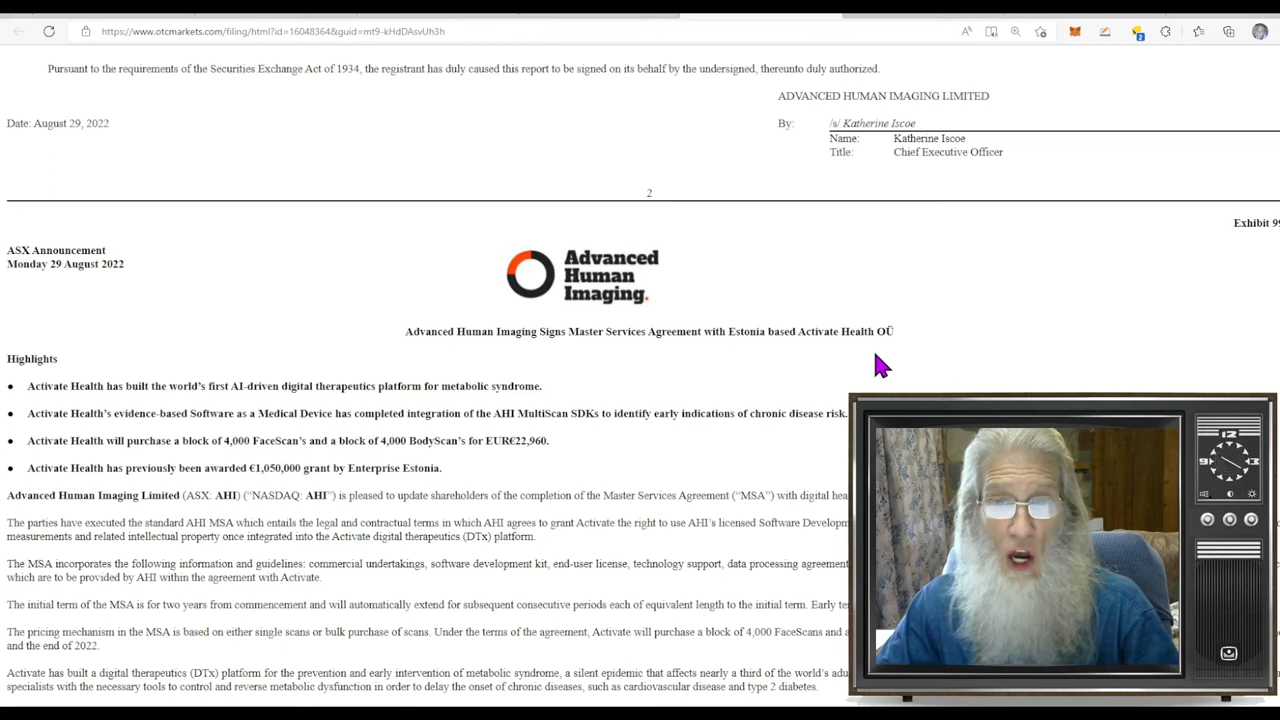 https://www.otcmarkets.com/filing/html?id=16048364&guid=mt9-kHdDAsvUh3h
2
Pursuant to the requirements of the Securities Exchange Act of 1934, the registrant has duly caused this report to be signed on its behalf by the undersigned, thereunto duly authorized.
ADVANCED HUMAN IMAGING LIMITED
Date: August 29, 2022
By: /s/ Katherine Iscoe
Name: Katherine Iscoe
Title: Chief Executive Officer
2
Exhibit 99
ASX Announcement
Monday 29 August 2022
Advanced
Human
Imaging.
Advanced Human Imaging Signs Master Services Agreement with Estonia based Activate Health OÜ
Highlights
● Activate Health has built the world's first AI-driven digital therapeutics platform for metabolic syndrome.
● Activate Health's evidence-based Software as a Medical Device has completed integration of the AHI MultiScan SDKs to identify early indications of chronic disease risk.
● Activate Health will purchase a block of 4,000 FaceScan's and a block of 4,000 BodyScan's for EUR€22,960.
● Activate Health has previously been awarded €1,050,000 grant by Enterprise Estonia.
Advanced Human Imaging Limited (ASX: AHI) ("NASDAQ: AHI") is pleased to update shareholders of the completion of the Master Services Agreement ("MSA") with digital
The parties have executed the standard AHI MSA which entails the legal and contractual terms in which AHI agrees to grant Activate the right to use AHI's licensed Software
measurements and related intellectual property once integrated into the Activate digital therapeutics (DTx) platform.
The MSA incorporates the following information and guidelines: commercial undertakings, software development kit, end-user license, technology support, data processing agreement
which are to be provided by AHI within the agreement with Activate.
The initial term of the MSA is for two years from commencement and will automatically extend for subsequent consecutive periods each of equivalent length to the initial term. Early
The pricing mechanism in the MSA is based on either single scans or bulk purchase of scans. Under the terms of the agreement, Activate will purchase a block of 4,000 FaceScans and
and the end of 2022.
Activate has built a digital therapeutics (DTx) platform for the prevention and early intervention of metabolic syndrome, a silent epidemic that affects nearly a third of the world's
specialists with the necessary tools to control and reverse metabolic dysfunction in order to delay the onset of chronic diseases, such as cardiovascular disease and type 2 diabetes.
12
9
3